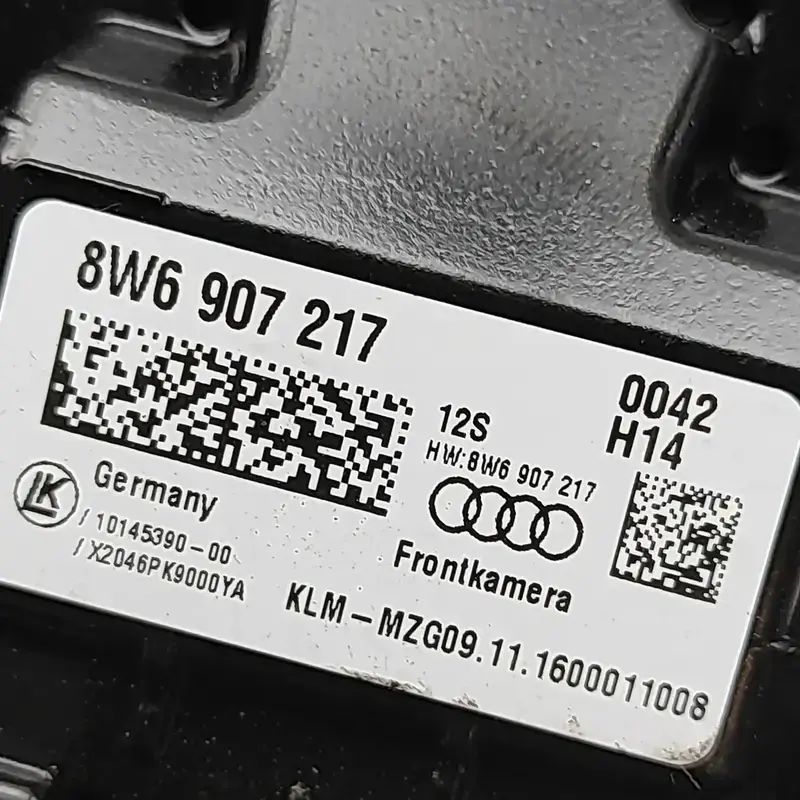 8W6 907 217
0042
H14
12S
HW:8W6 907 217
LK
Germany
/ 10145390-00
/ X2046PK9000YA
Frontkamera
KLM-MZG09.11.1600011008